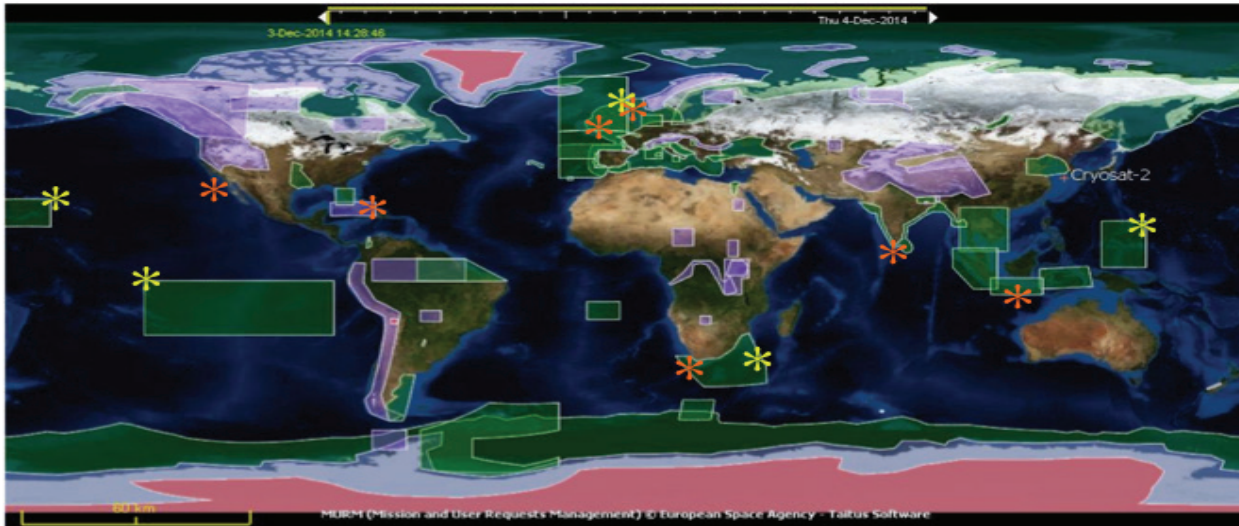 Thu 4-Dec-2014
3-Dec-2014 14:28:46
Cryosat-2
60 km
MURM (Mission and User Requests Management) © European Space Agency - Taitus Software